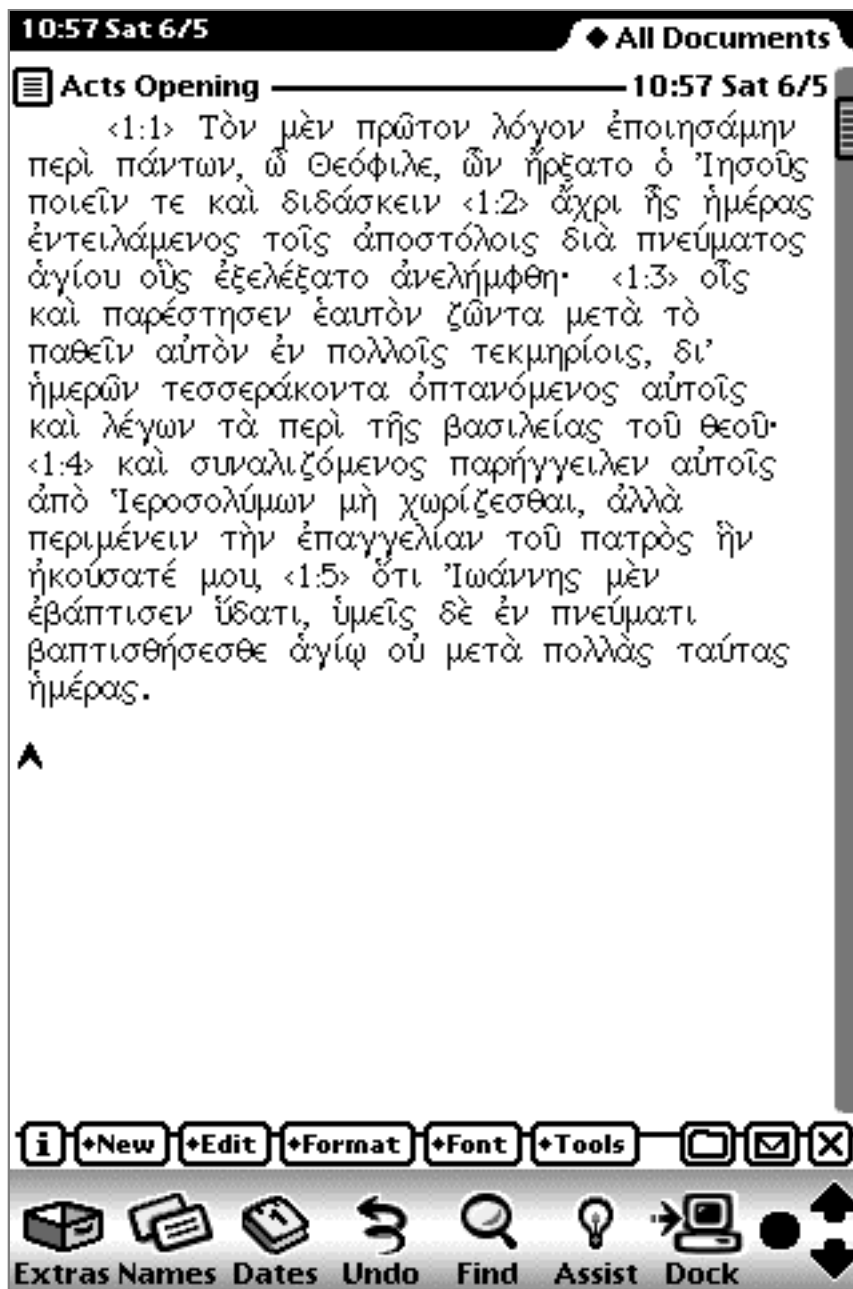 10:57 Sat 6/5
◆ All Documents
Acts Opening
10:57 Sat 6/5
‹1:1› Τὸν μὲν πρῶτον λόγον ἐποιησάμην
περὶ πάντων, ὦ Θεόφιλε, ὧν ἤρξατο ὁ Ἰησοῦς
ποιεῖν τε καὶ διδάσκειν ‹1:2› ἄχρι ἧς ἡμέρας
ἐντειλάμενος τοῖς ἀποστόλοις διὰ πνεύματος
ἁγίου οὓς ἐξελέξατο ἀνελήμφθη· ‹1:3› οἷς
καὶ παρέστησεν ἑαυτὸν ζῶντα μετὰ τὸ
παθεῖν αὐτὸν ἐν πολλοῖς τεκμηρίοις, δι’
ἡμερῶν τεσσεράκοντα ὀπτανόμενος αὐτοῖς
καὶ λέγων τὰ περὶ τῆς βασιλείας τοῦ θεοῦ·
‹1:4› καὶ συναλιζόμενος παρήγγειλεν αὐτοῖς
ἀπὸ Ἱεροσολύμων μὴ χωρίζεσθαι, ἀλλὰ
περιμένειν τὴν ἐπαγγελίαν τοῦ πατρὸς ἣν
ἠκούσατέ μου, ‹1:5› ὅτι Ἰωάννης μὲν
ἐβάπτισεν ὕδατι, ὑμεῖς δὲ ἐν πνεύματι
βαπτισθήσεσθε ἁγίῳ οὐ μετὰ πολλὰς ταύτας
ἡμέρας.
i ◆New ◆Edit ◆Format ◆Font ◆Tools
Extras Names Dates Undo Find Assist Dock